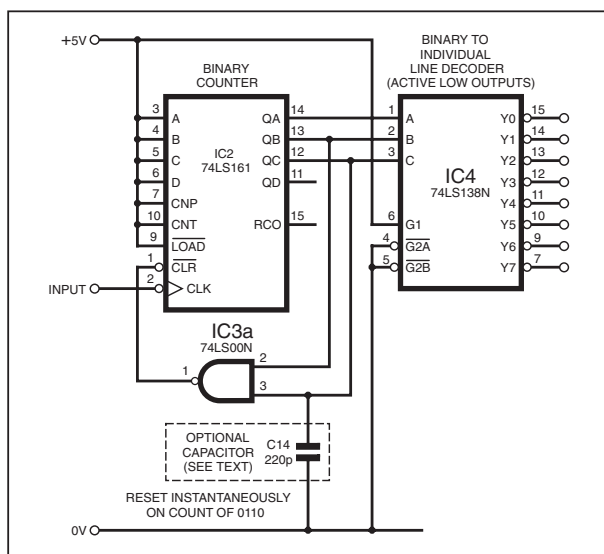 +5V
BINARY
COUNTER
BINARY TO
INDIVIDUAL
LINE DECODER
(ACTIVE LOW OUTPUTS)
3 A QA 14
4 B QB 13
5 C QC 12
6 D QD 11
7 CNP
10 CNT RCO 15
9 LOAD
1 CLR
2 CLK
IC2
74LS161
INPUT
1 A Y0 15
2 B Y1 14
3 C Y2 13
Y3 12
Y4 11
6 G1 Y5 10
4 G2A Y6 9
5 G2B Y7 7
IC4
74LS138N
IC3a
74LS00N
1
2
3
OPTIONAL
CAPACITOR
(SEE TEXT)
C14
220p
RESET INSTANTANEOUSLY
ON COUNT OF 0110
0V